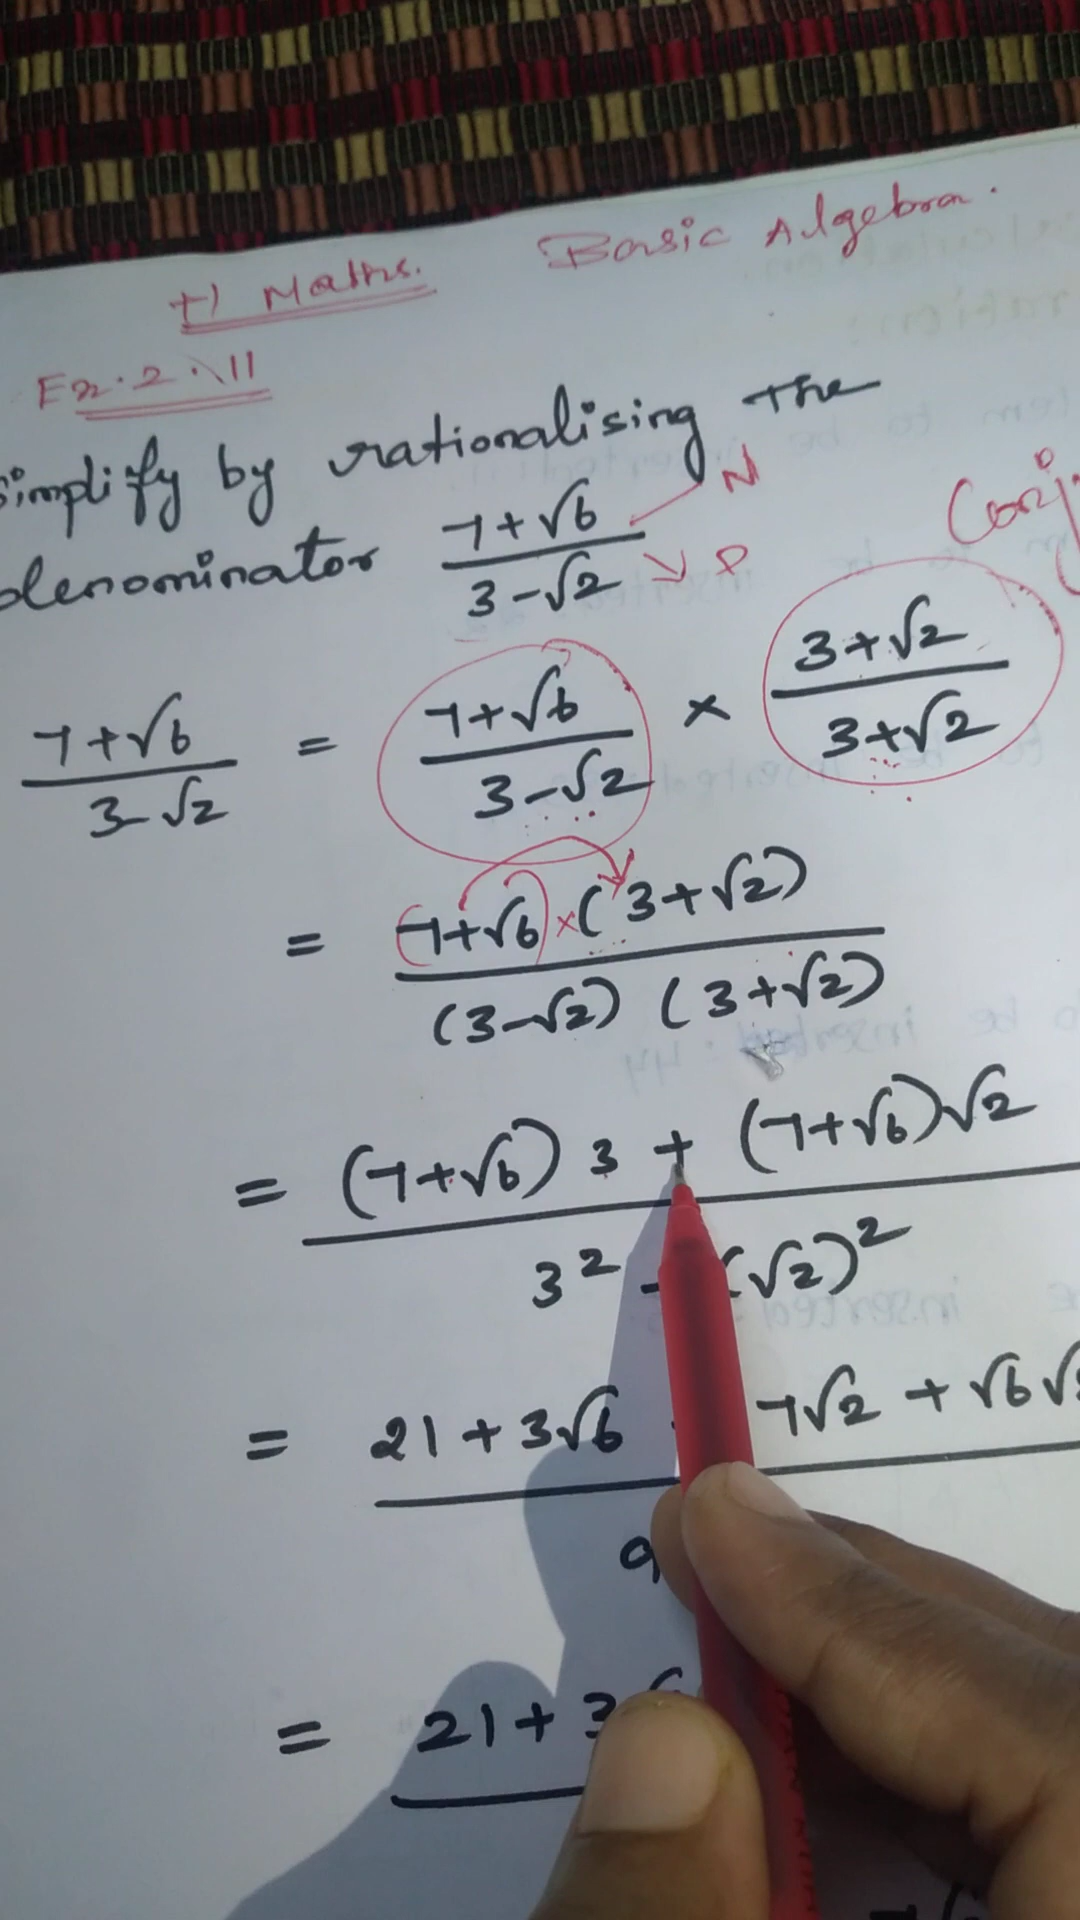 +1 Maths. Basic Algebra.
Ex. 2.11
Simplify by rationalising the
denominator (7+√6)/(3-√2) N D
(7+√6)/(3-√2) = (7+√6)/(3-√2) × (3+√2)/(3+√2)
= (7+√6)×(3+√2)/(3-√2)(3+√2)
= (7+√6)3 + (7+√6)√2 / 3² - (√2)²
= 21+3√6 7√2 + √6√ / 9
= 21+3